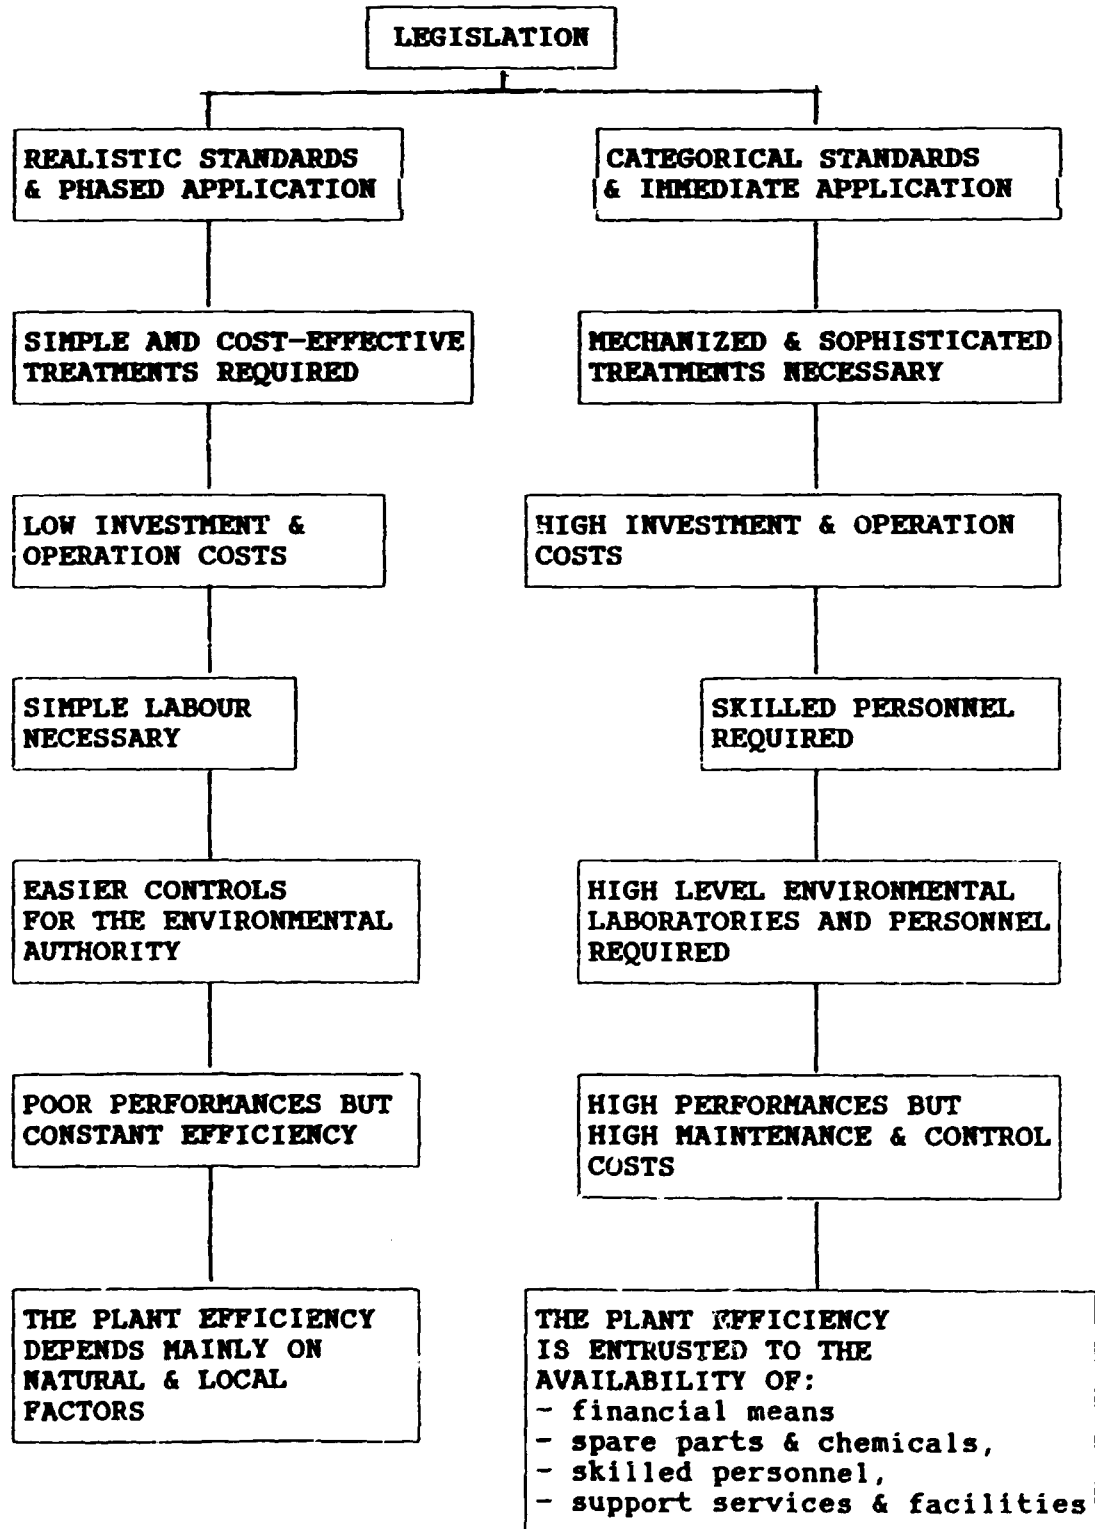 LEGISLATION
REALISTIC STANDARDS
& PHASED APPLICATION
CATEGORICAL STANDARDS
& IMMEDIATE APPLICATION
SIMPLE AND COST-EFFECTIVE
TREATMENTS REQUIRED
MECHANIZED & SOPHISTICATED
TREATMENTS NECESSARY
LOW INVESTMENT &
OPERATION COSTS
HIGH INVESTMENT & OPERATION
COSTS
SIMPLE LABOUR
NECESSARY
SKILLED PERSONNEL
REQUIRED
EASIER CONTROLS
FOR THE ENVIRONMENTAL
AUTHORITY
HIGH LEVEL ENVIRONMENTAL
LABORATORIES AND PERSONNEL
REQUIRED
POOR PERFORMANCES BUT
CONSTANT EFFICIENCY
HIGH PERFORMANCES BUT
HIGH MAINTENANCE & CONTROL
COSTS
THE PLANT EFFICIENCY
DEPENDS MAINLY ON
NATURAL & LOCAL
FACTORS
THE PLANT EFFICIENCY
IS ENTRUSTED TO THE
AVAILABILITY OF:
- financial means
- spare parts & chemicals,
- skilled personnel,
- support services & facilities